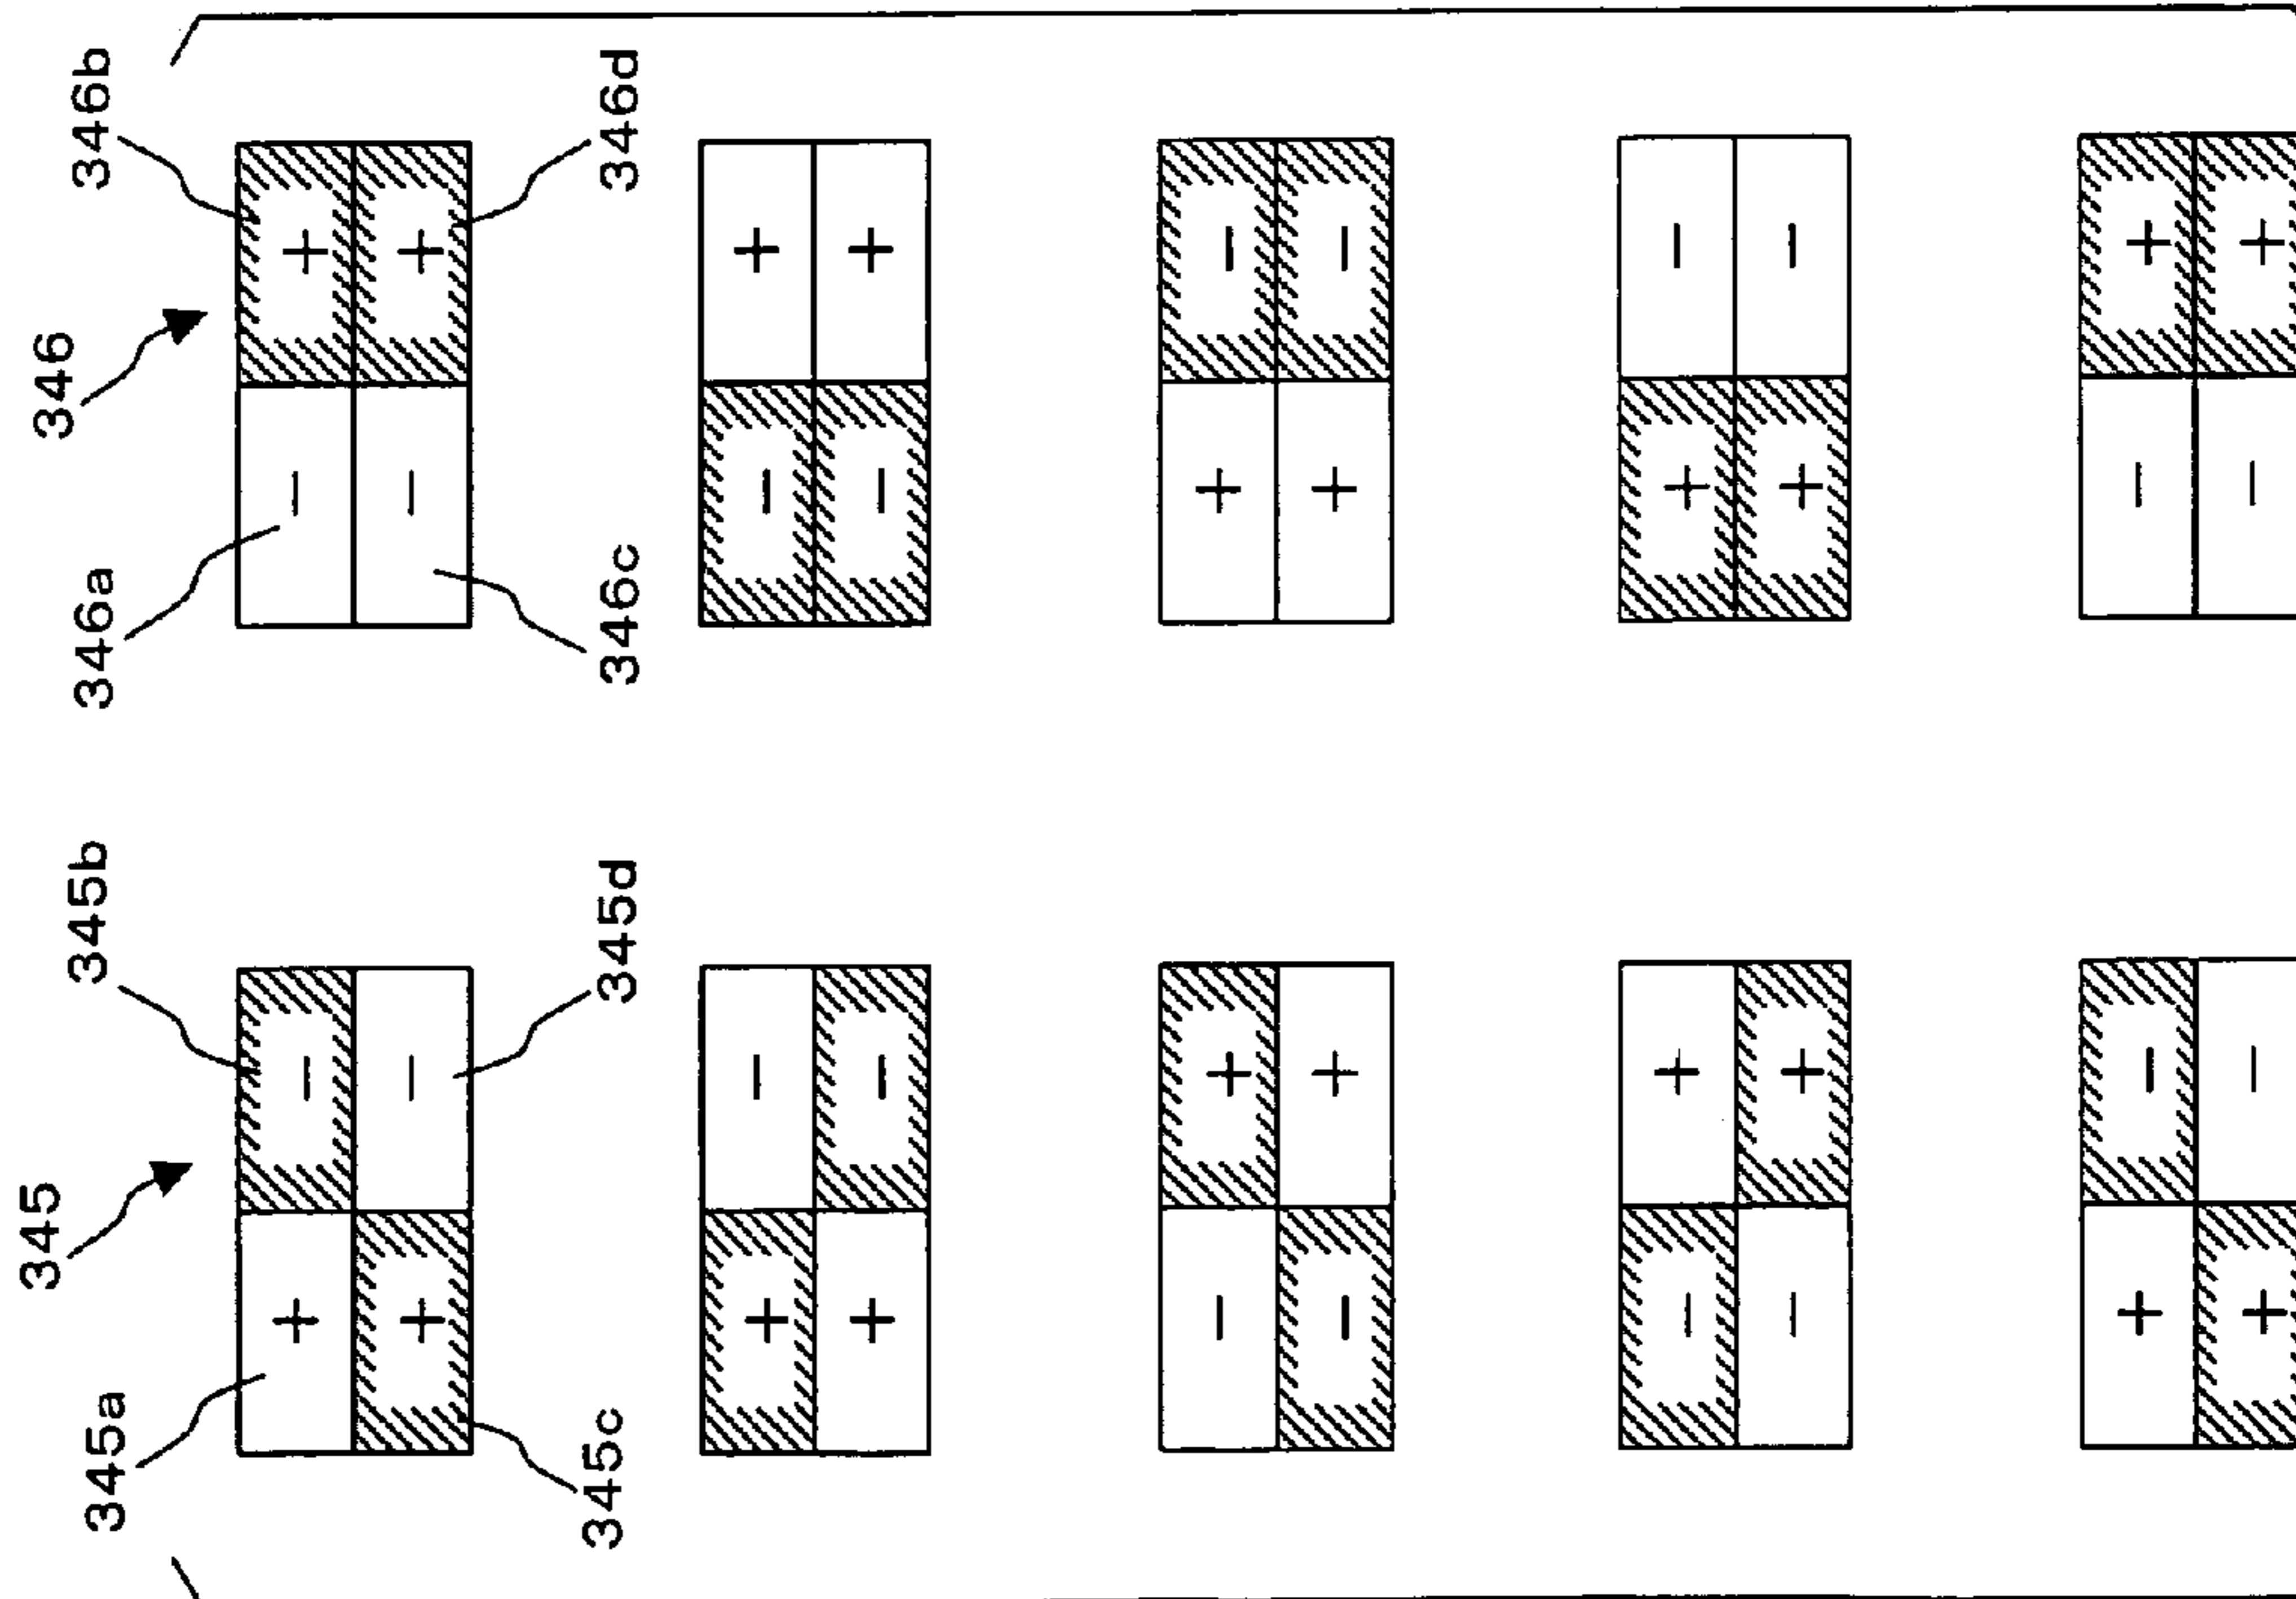 345 346
345a 345b 346a 346b
+ − − +
+ − − +
345c 345d 346c 346d
+ − − +
+ − − +
− + + −
− + + −
− + + −
− + + −
+ − − +
+ − − +